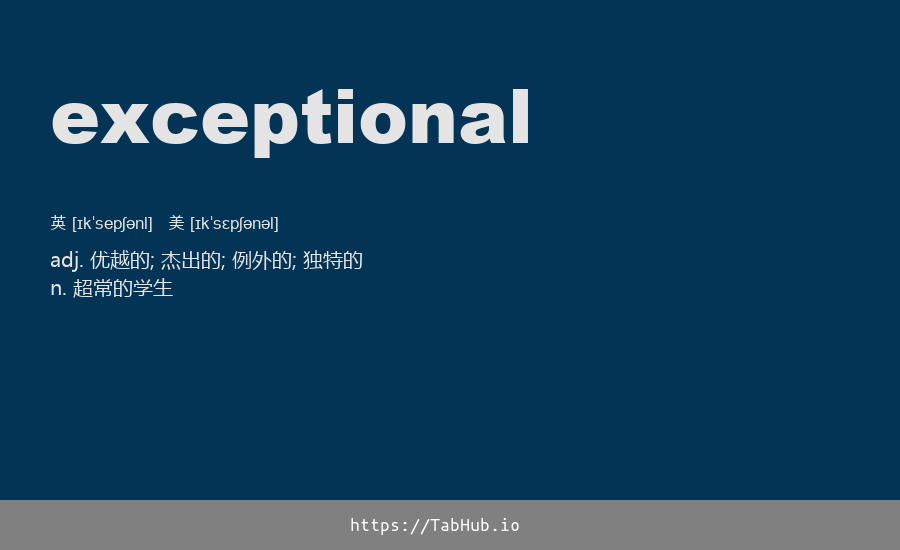 exceptional
英 [ɪkˈsepʃənl] 美 [ɪkˈsɛpʃənəl]
adj. 优越的; 杰出的; 例外的; 独特的
n. 超常的学生
https://TabHub.io